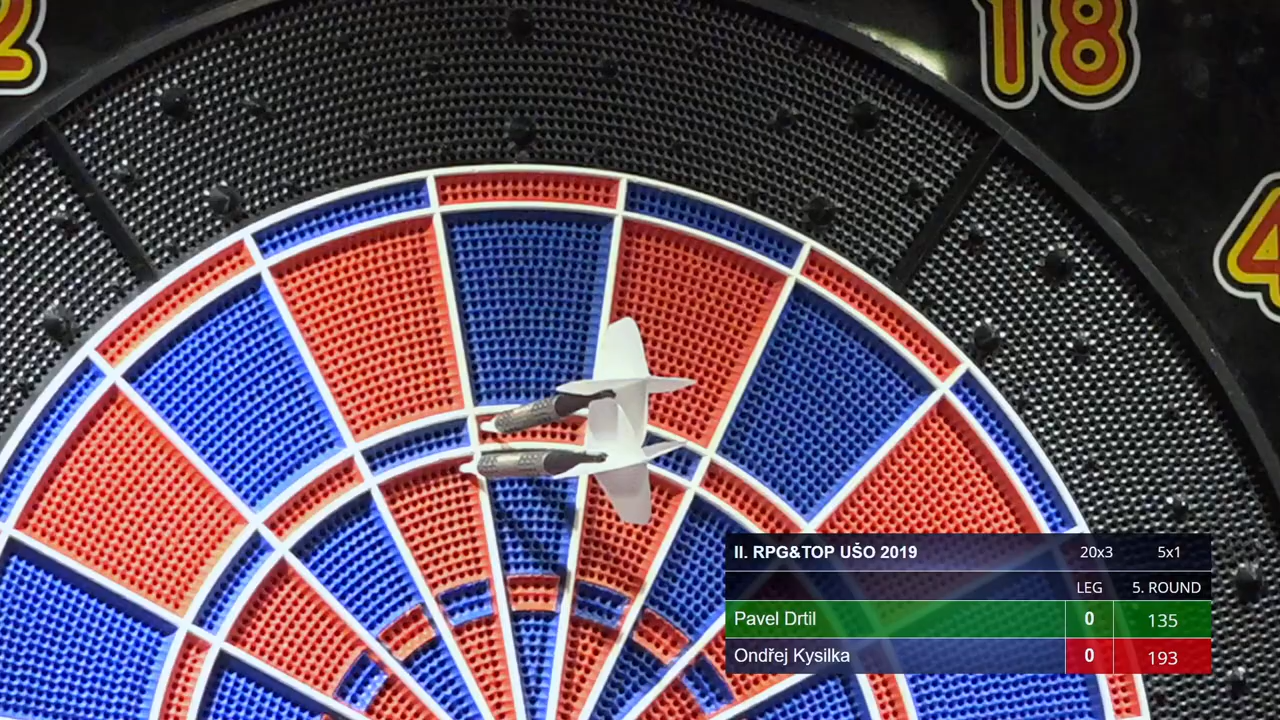 18
4
II. RPG&TOP UŠO 2019 20x3 5x1
LEG 5. ROUND
Pavel Drtil 0 135
Ondřej Kysilka 0 193